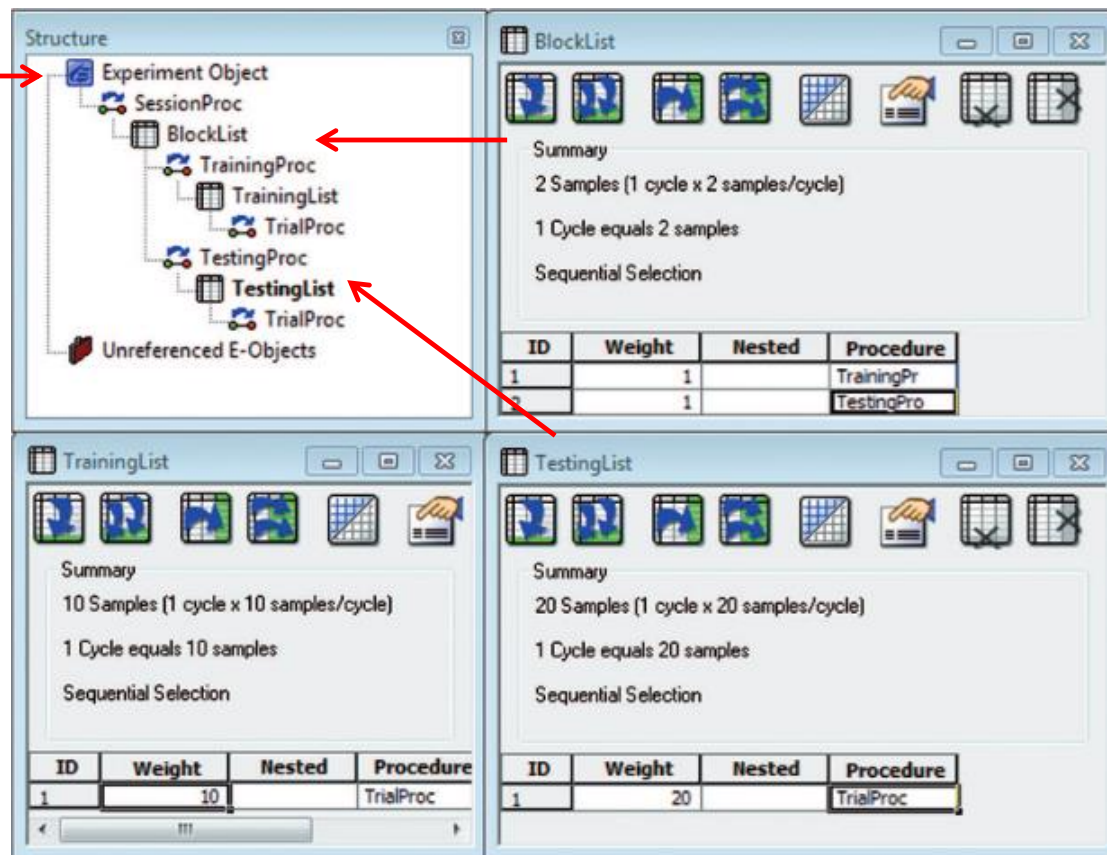 Structure
Experiment Object
SessionProc
BlockList
TrainingProc
TrainingList
TrialProc
TestingProc
TestingList
TrialProc
Unreferenced E-Objects
BlockList
Summary
2 Samples (1 cycle x 2 samples/cycle)
1 Cycle equals 2 samples
Sequential Selection
ID Weight Nested Procedure
1 1 TrainingPr
2 1 TestingPro
TrainingList
Summary
10 Samples (1 cycle x 10 samples/cycle)
1 Cycle equals 10 samples
Sequential Selection
ID Weight Nested Procedure
1 10 TrialProc
TestingList
Summary
20 Samples (1 cycle x 20 samples/cycle)
1 Cycle equals 20 samples
Sequential Selection
ID Weight Nested Procedure
1 20 TrialProc